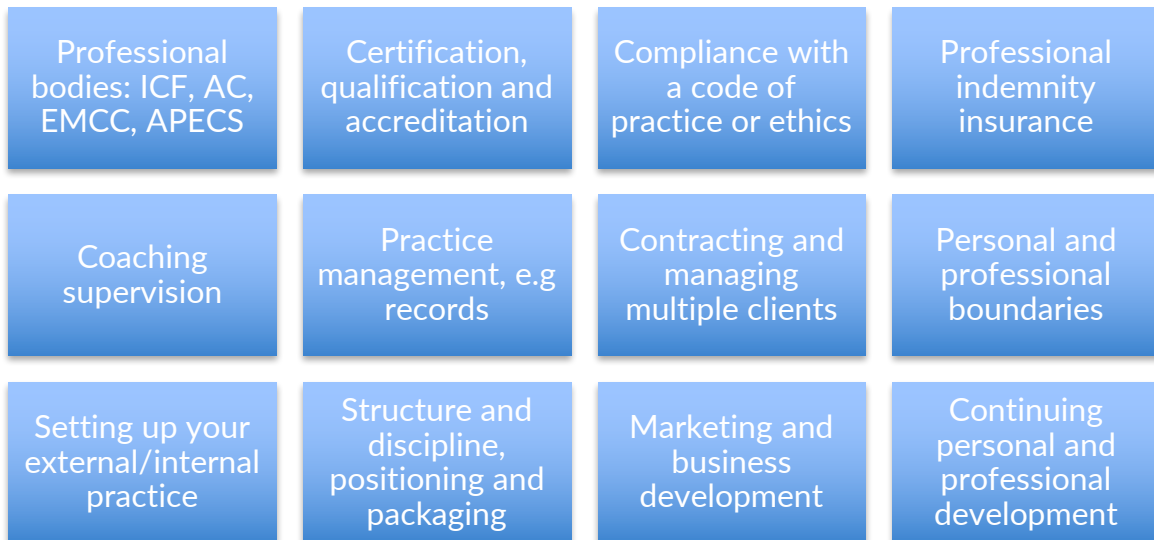 Professional
bodies: ICF, AC,
EMCC, APECS
Certification,
qualification and
accreditation
Compliance with
a code of
practice or ethics
Professional
indemnity
insurance
Coaching
supervision
Practice
management, e.g
records
Contracting and
managing
multiple clients
Personal and
professional
boundaries
Setting up your
external/internal
practice
Structure and
discipline,
positioning and
packaging
Marketing and
business
development
Continuing
personal and
professional
development